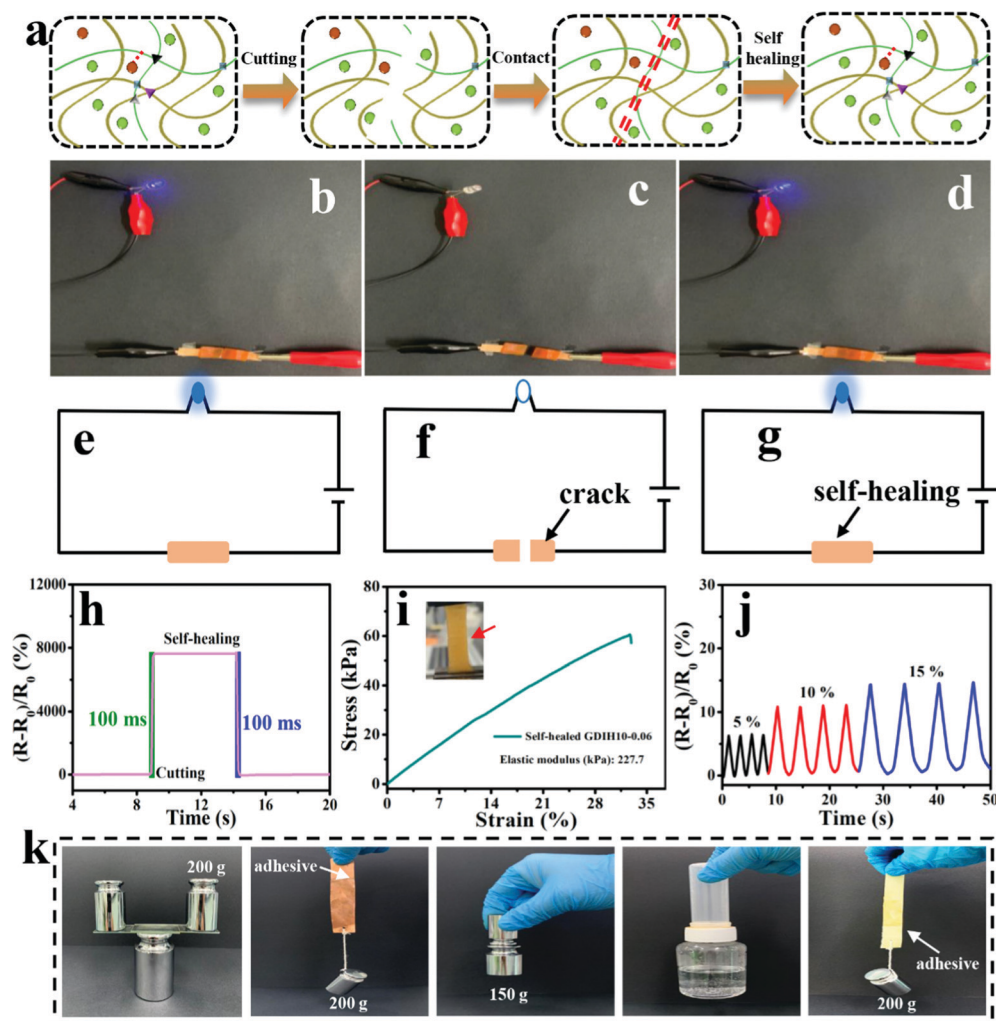 a
Cutting
Contact
Self
healing
b
c
d
e
f
g
crack
self-healing
h
12000
8000
4000
0
(R-R0)/R0 (%)
Self-healing
100 ms
100 ms
Cutting
4
8
12
16
20
Time (s)
i
80
60
40
20
0
Stress (kPa)
Self-healed GDIH10-0.06
Elastic modulus (kPa): 227.7
0
7
14
21
28
35
Strain (%)
j
30
15
0
(R-R0)/R0 (%)
5 %
10 %
15 %
0
10
20
30
40
50
Time (s)
k
200 g
adhesive
200 g
150 g
adhesive
200 g